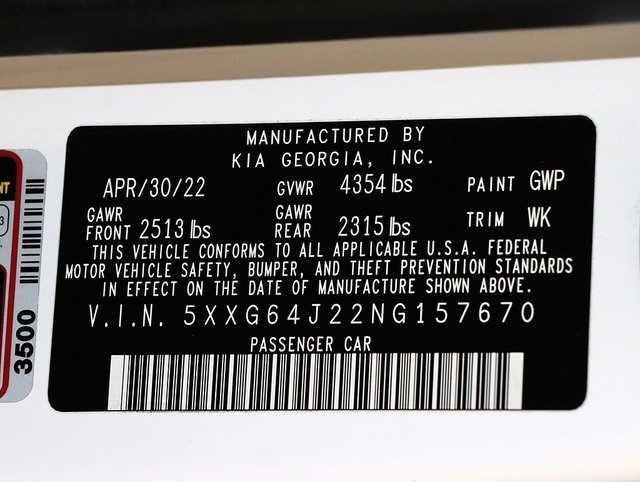 MANUFACTURED BY
KIA GEORGIA, INC.
APR/30/22 GVWR 4354 lbs PAINT GWP
GAWR FRONT 2513 lbs GAWR REAR 2315 lbs TRIM WK
THIS VEHICLE CONFORMS TO ALL APPLICABLE U.S.A. FEDERAL
MOTOR VEHICLE SAFETY, BUMPER, AND THEFT PREVENTION STANDARDS
IN EFFECT ON THE DATE OF MANUFACTURE SHOWN ABOVE.
V.I.N. 5XXG64J22NG157670
PASSENGER CAR
NT
3
3500